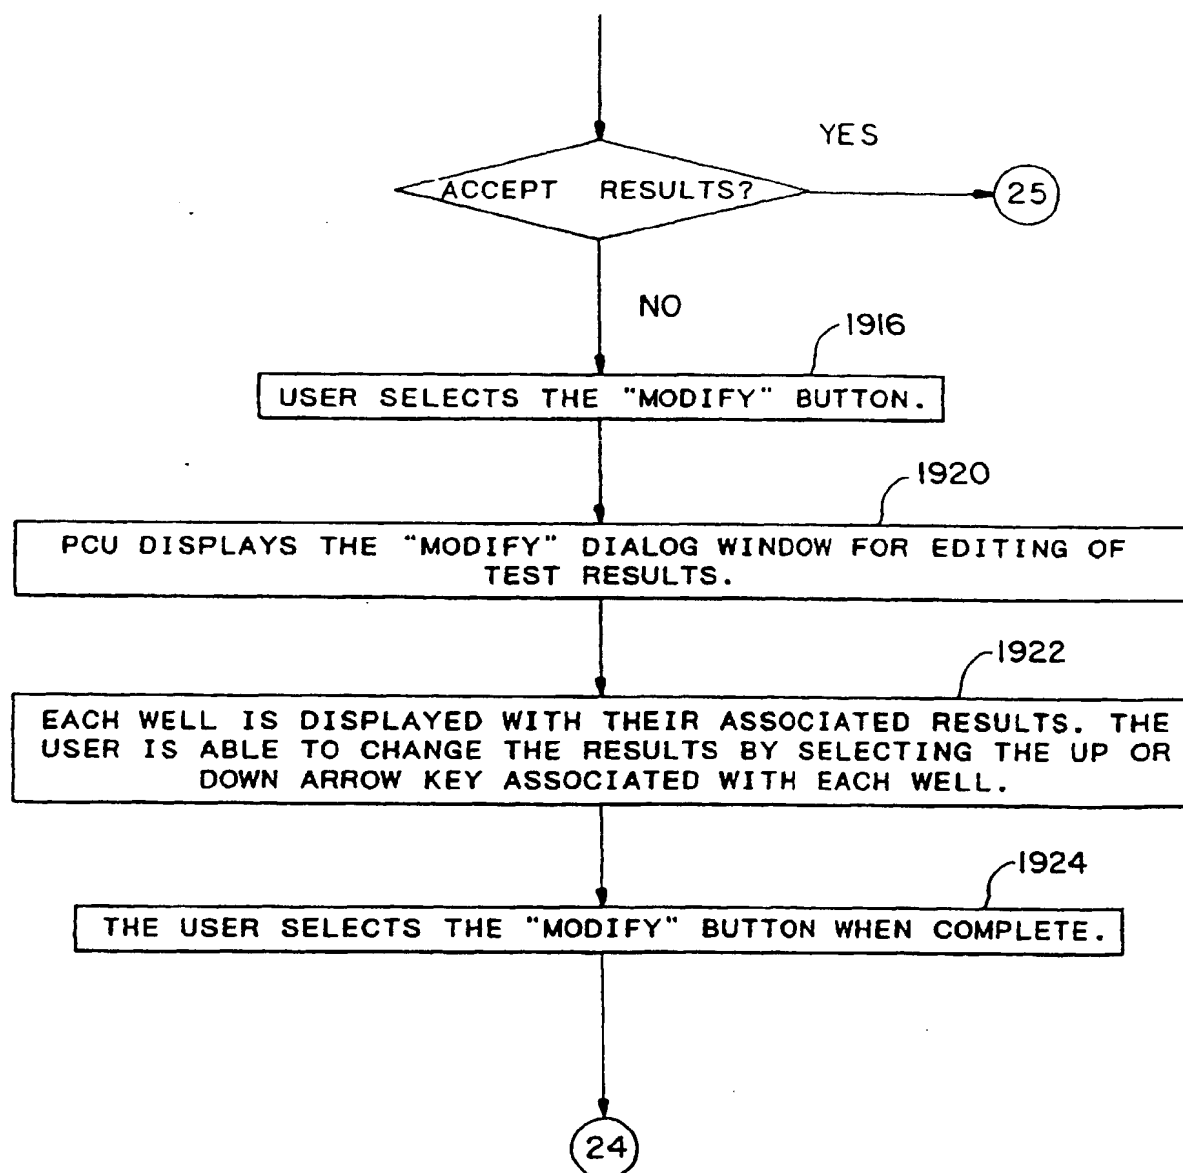 YES
ACCEPT RESULTS?
25
NO
1916
USER SELECTS THE "MODIFY" BUTTON.
1920
PCU DISPLAYS THE "MODIFY" DIALOG WINDOW FOR EDITING OF
TEST RESULTS.
1922
EACH WELL IS DISPLAYED WITH THEIR ASSOCIATED RESULTS. THE
USER IS ABLE TO CHANGE THE RESULTS BY SELECTING THE UP OR
DOWN ARROW KEY ASSOCIATED WITH EACH WELL.
1924
THE USER SELECTS THE "MODIFY" BUTTON WHEN COMPLETE.
24